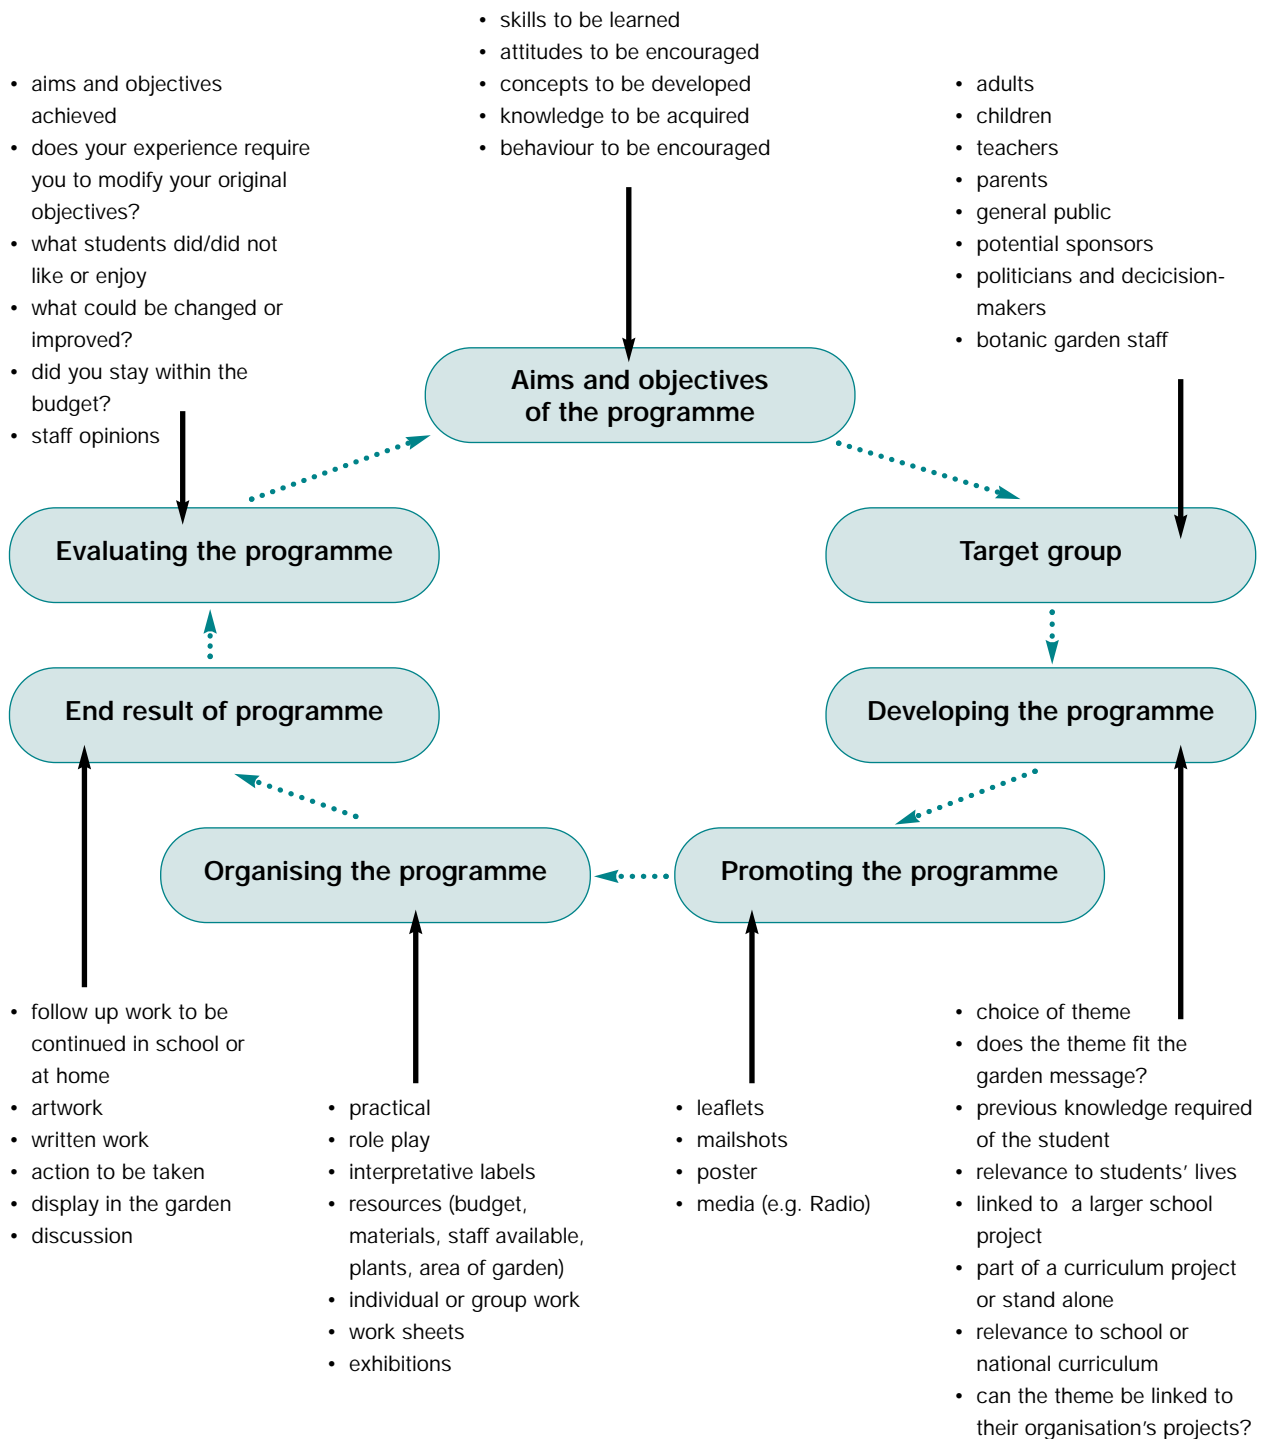 • skills to be learned
• attitudes to be encouraged
• concepts to be developed
• knowledge to be acquired
• behaviour to be encouraged
• aims and objectives
achieved
• does your experience require
you to modify your original
objectives?
• what students did/did not
like or enjoy
• what could be changed or
improved?
• did you stay within the
budget?
• staff opinions
• adults
• children
• teachers
• parents
• general public
• potential sponsors
• politicians and decicision-
makers
• botanic garden staff
Aims and objectives
of the programme
Evaluating the programme
Target group
End result of programme
Developing the programme
Organising the programme
Promoting the programme
• follow up work to be
continued in school or
at home
• artwork
• written work
• action to be taken
• display in the garden
• discussion
• practical
• role play
• interpretative labels
• resources (budget,
materials, staff available,
plants, area of garden)
• individual or group work
• work sheets
• exhibitions
• leaflets
• mailshots
• poster
• media (e.g. Radio)
• choice of theme
• does the theme fit the
garden message?
• previous knowledge required
of the student
• relevance to students' lives
• linked to a larger school
project
• part of a curriculum project
or stand alone
• relevance to school or
national curriculum
• can the theme be linked to
their organisation's projects?